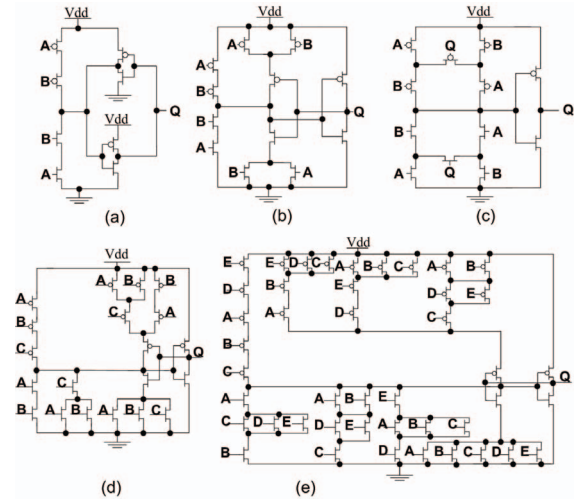 Vdd
A
B
B
A
Vdd
Q
(a)
Vdd
A B
A
B
B
A
B A
Q
(b)
Vdd
B
Q
A
B A
Q
B A
Q
A B
(c)
Vdd
A B B
A
B
C A
C
Q
A
C
B
A B A B C
(d)
Vdd
E E D C A B C A B
D B E D E
A A D C
B
C
Q
A A B E
C D E D E A B C
B C D A B C D E
(e)